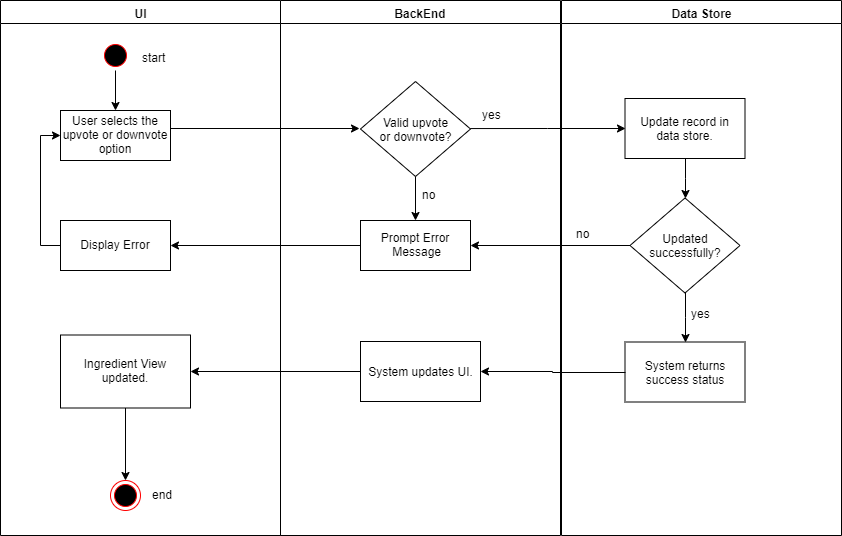 UI
BackEnd
Data Store
start
User selects the
upvote or downvote
option
Valid upvote
or downvote?
yes
Update record in
data store.
no
Display Error
Prompt Error
Message
no
Updated
successfully?
yes
Ingredient View
updated.
System updates UI.
System returns
success status
end